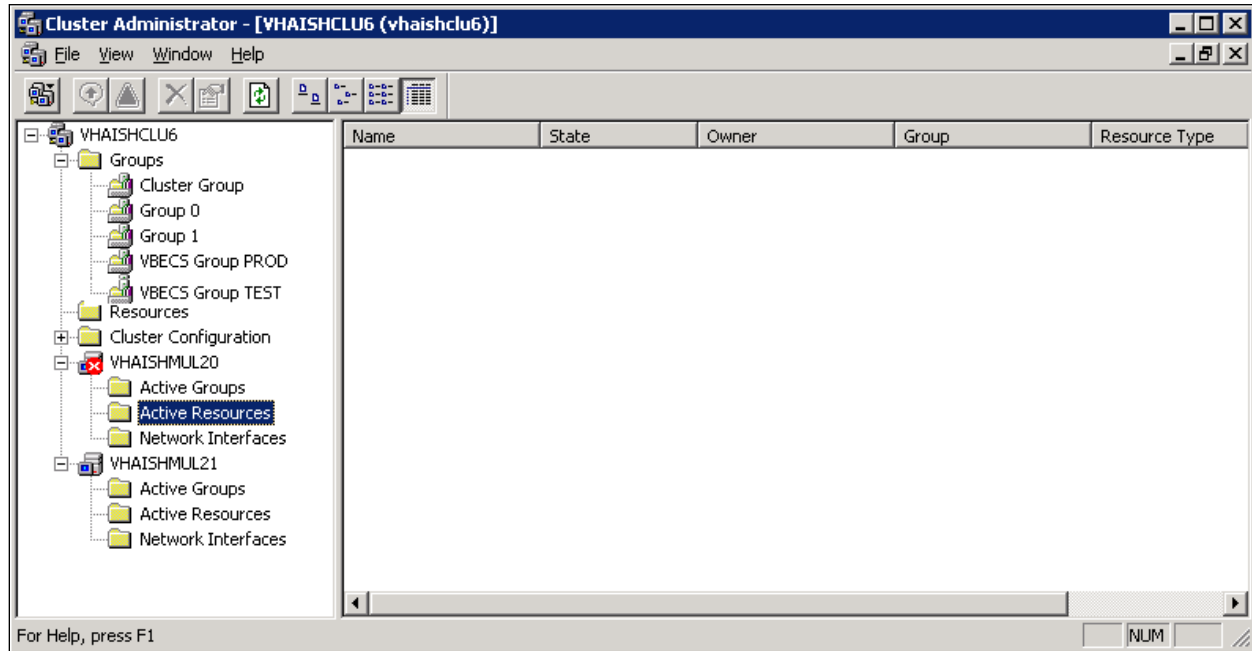 Cluster Administrator - [VHAISHCLU6 (vhaishclu6)]
File View Window Help
VHAISHCLU6
Groups
Cluster Group
Group 0
Group 1
VBECS Group PROD
VBECS Group TEST
Resources
Cluster Configuration
VHAISHMUL20
Active Groups
Active Resources
Network Interfaces
VHAISHMUL21
Active Groups
Active Resources
Network Interfaces
Name State Owner Group Resource Type
For Help, press F1
NUM